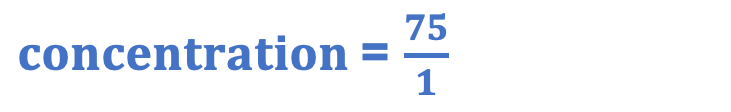 concentration = 75/1